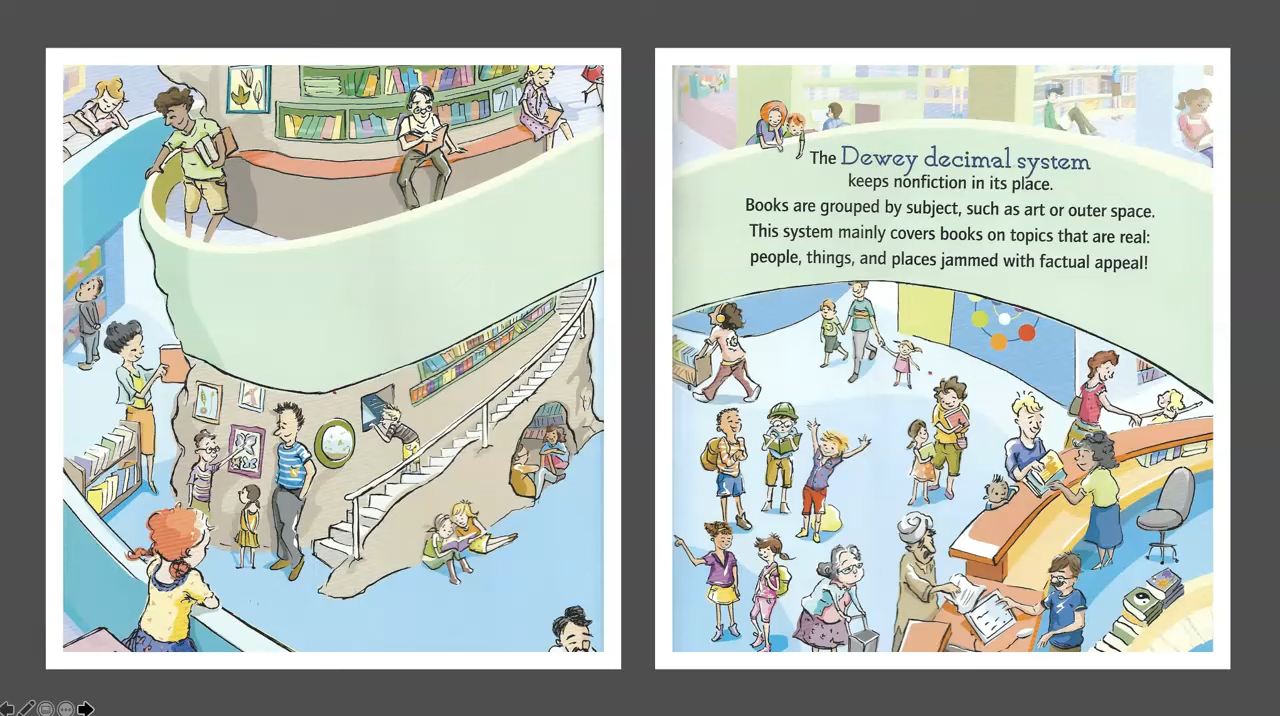 The Dewey decimal system
keeps nonfiction in its place.
Books are grouped by subject, such as art or outer space.
This system mainly covers books on topics that are real:
people, things, and places jammed with factual appeal!